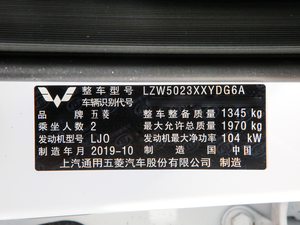 整车型号 LZW5023XXYDG6A
车辆识别代号
品牌 五菱 整车整备质量 1345 kg
乘坐人数 2 最大允许总质量 1970 kg
发动机型号 LJO 发动机最大净功率 104 kW
制造年月 2019-10 制造国 中国
上汽通用五菱汽车股份有限公司 制造